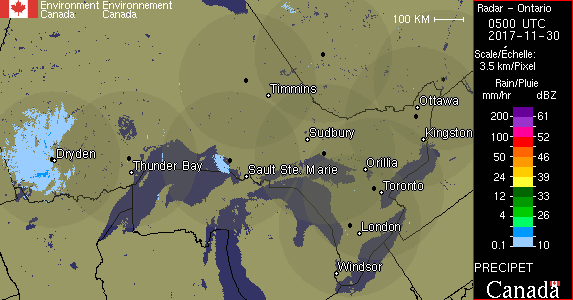 Environment Environnement
Canada Canada
100 KM
Timmins
Ottawa
Sudbury
Kingston
Dryden
Thunder Bay
Sault Ste. Marie
Orillia
Toronto
London
Windsor
Radar - Ontario
0500 UTC
2017-11-30
Scale/Échelle:
3.5 km/Pixel
Rain/Pluie
mm/hr dBZ
200 61
100 52
50 46
24 39
12 33
4 26
0.1 10
PRECIPET
Canada